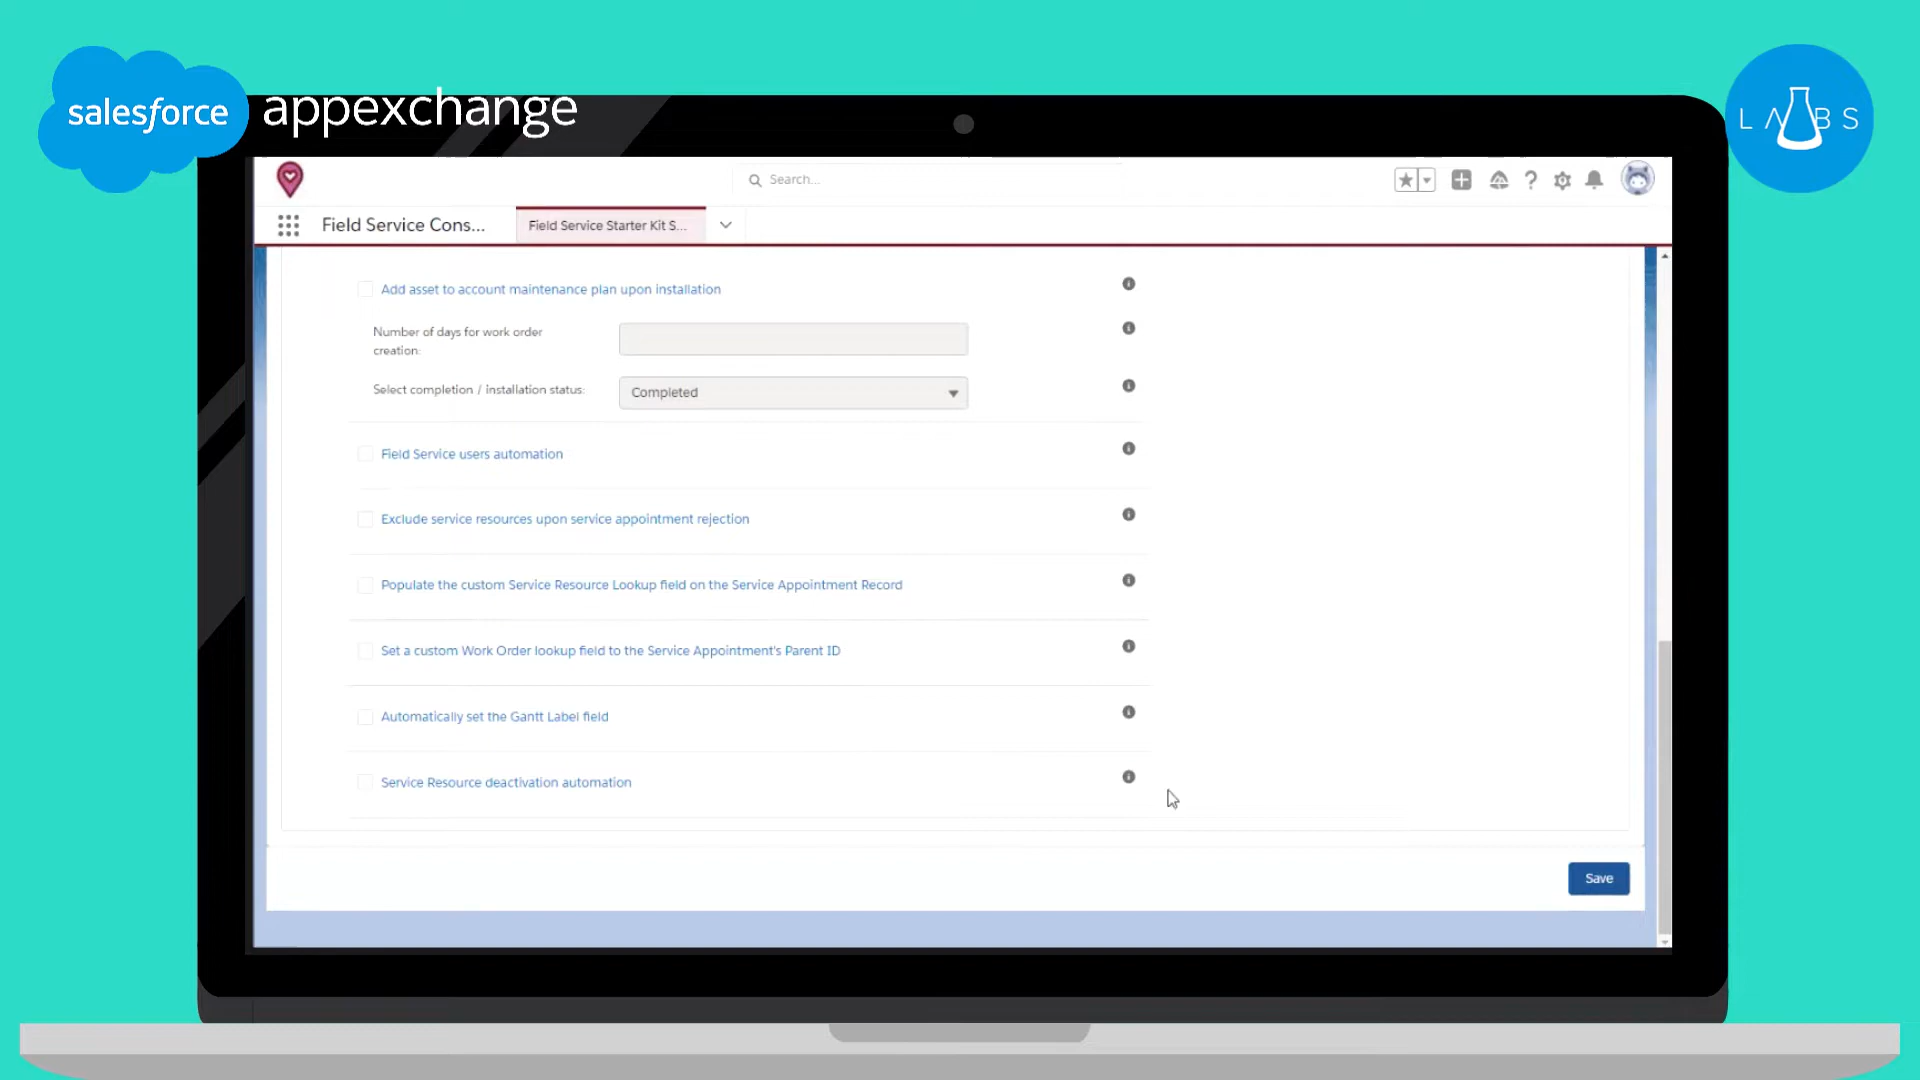 salesforce appexchange
LABS
Search...
Field Service Cons...
Field Service Starter Kit S...
Add asset to account maintenance plan upon installation
Number of days for work order
creation:
Select completion / installation status:
Completed
Field Service users automation
Exclude service resources upon service appointment rejection
Populate the custom Service Resource Lookup field on the Service Appointment Record
Set a custom Work Order lookup field to the Service Appointment's Parent ID
Automatically set the Gantt Label field
Service Resource deactivation automation
Save